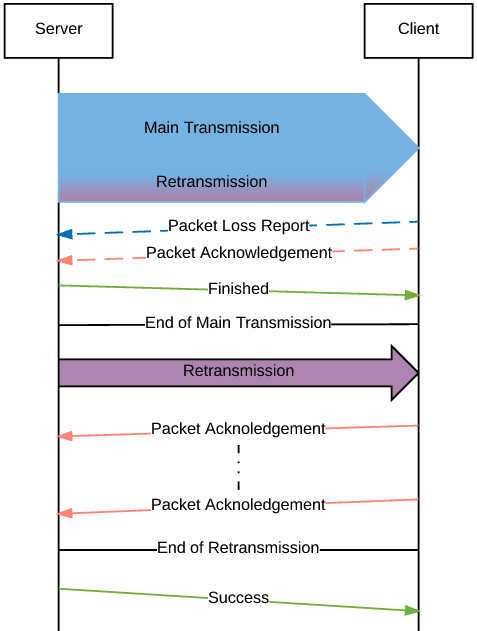 Server
Client
Main Transmission
Retransmission
Packet Loss Report
Packet Acknowledgement
Finished
End of Main Transmission
Retransmission
Packet Acknoledgement
Packet Acknoledgement
End of Retransmission
Success